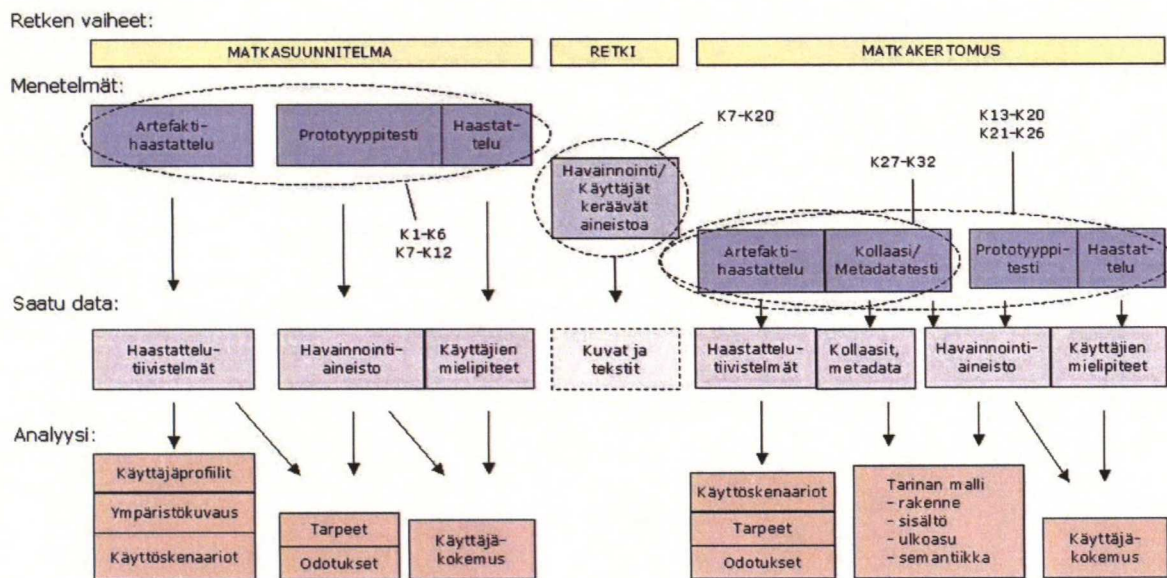 Retken vaiheet:
MATKASUUNNITELMA
RETKI
MATKAKERTOMUS
Menetelmät:
Artefakti-
haastattelu
Prototyyppitesti
Haastat-
telu
K7-K20
K13-K20
K21-K26
K27-K32
Havainnointi/
Käyttäjät
keräävät
aineistoa
K1-K6
K7-K12
Artefakti-
haastattelu
Kollaasi/
Metadatatesti
Prototyyppi-
testi
Haastat-
telu
Saatu data:
Haastattelu-
tiivistelmät
Havainnointi-
aineisto
Käyttäjien
mielipiteet
Kuvat ja
tekstit
Haastattelu-
tiivistelmät
Kollaasit,
metadata
Havainnointi-
aineisto
Käyttäjien
mielipiteet
Analyysi:
Käyttäjäprofiilit
Ympäristökuvaus
Käyttöskenaariot
Tarpeet
Odotukset
Käyttäjä-
kokemus
Käyttöskenaariot
Tarpeet
Odotukset
Tarinan malli
- rakenne
- sisältö
- ulkoasu
- semantiikka
Käyttäjä-
kokemus